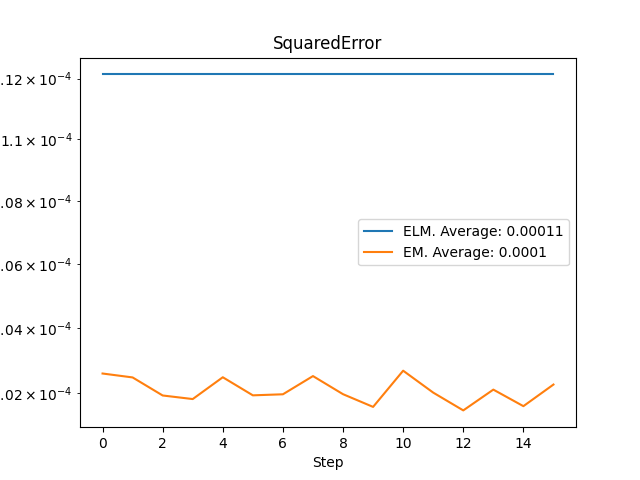 SquaredError
.12 × 10⁻⁴
1.1 × 10⁻⁴
.08 × 10⁻⁴
.06 × 10⁻⁴
.04 × 10⁻⁴
.02 × 10⁻⁴
ELM. Average: 0.00011
EM. Average: 0.0001
0 2 4 6 8 10 12 14
Step